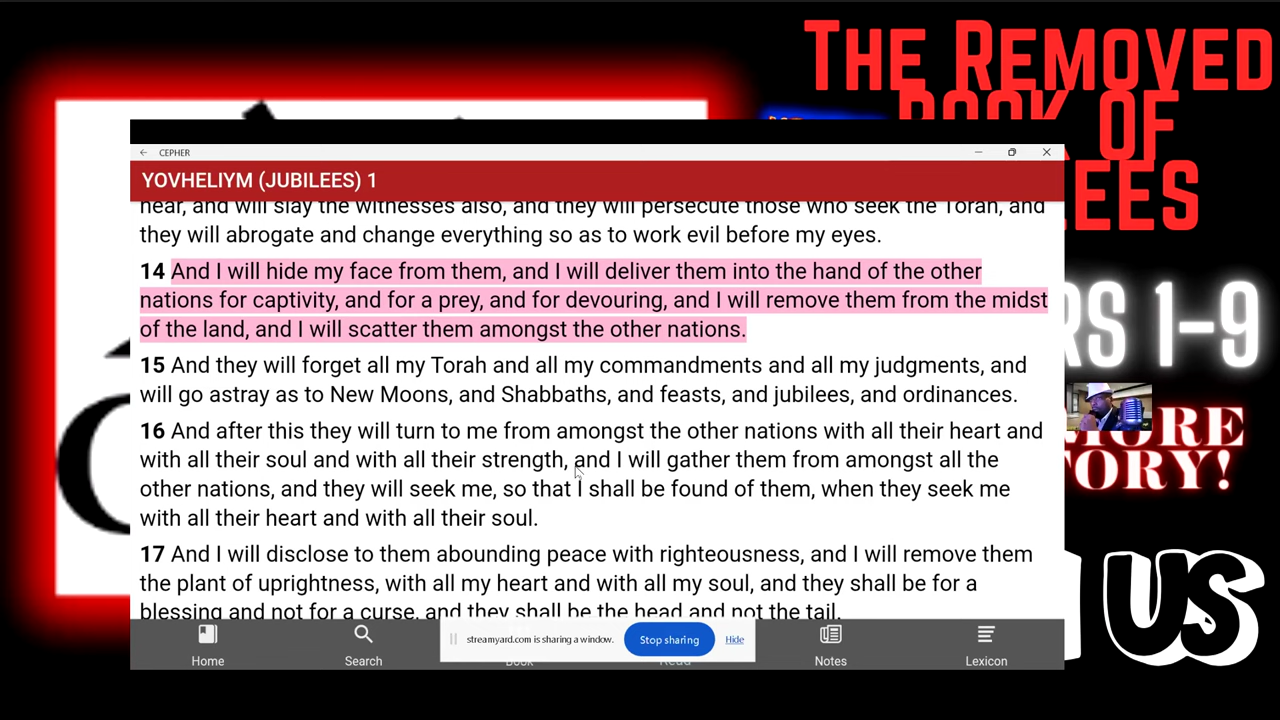 THE REMOVED
BOOK OF
EES
RS 1-9
MORE
TORY!
US
CEPHER
YOVHELIYM (JUBILEES) 1
hear, and will slay the witnesses also, and they will persecute those who seek the Torah, and
they will abrogate and change everything so as to work evil before my eyes.
14 And I will hide my face from them, and I will deliver them into the hand of the other
nations for captivity, and for a prey, and for devouring, and I will remove them from the midst
of the land, and I will scatter them amongst the other nations.
15 And they will forget all my Torah and all my commandments and all my judgments, and
will go astray as to New Moons, and Shabbaths, and feasts, and jubilees, and ordinances.
16 And after this they will turn to me from amongst the other nations with all their heart and
with all their soul and with all their strength, and I will gather them from amongst all the
other nations, and they will seek me, so that I shall be found of them, when they seek me
with all their heart and with all their soul.
17 And I will disclose to them abounding peace with righteousness, and I will remove them
the plant of uprightness, with all my heart and with all my soul, and they shall be for a
blessing and not for a curse, and they shall be the head and not the tail.
streamyard.com is sharing a window. Stop sharing Hide
Home Search Book Read Notes Lexicon